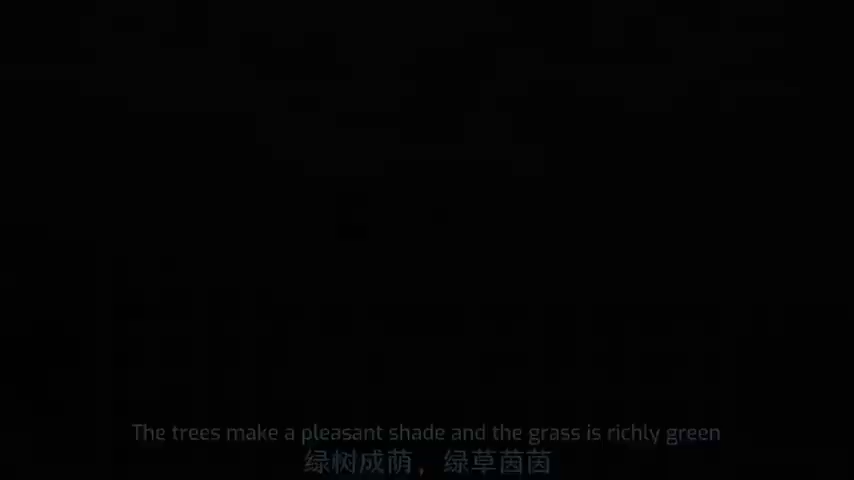 The trees make a pleasant shade and the grass is richly green
绿树成荫，绿草茵茵